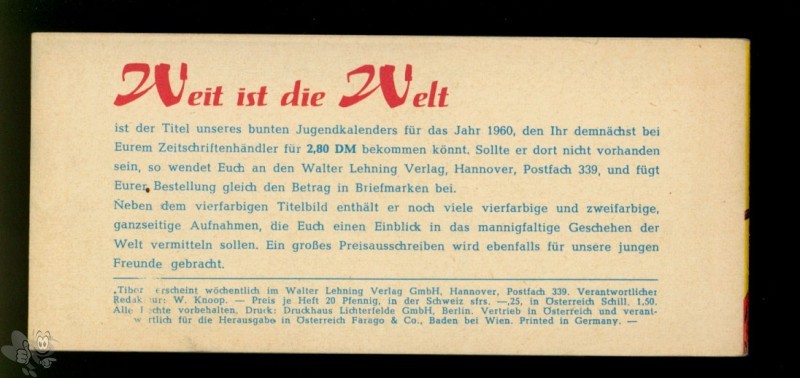 Weit ist die Welt
ist der Titel unseres bunten Jugendkalenders für das Jahr 1960, den Ihr demnächst bei
Eurem Zeitschriftenhändler für 2,80 DM bekommen könnt. Sollte er dort nicht vorhanden
sein, so wendet Euch an den Walter Lehning Verlag, Hannover, Postfach 339, und fügt
Eurer Bestellung gleich den Betrag in Briefmarken bei.
Neben dem vierfarbigen Titelbild enthält er noch viele vierfarbige und zweifarbige,
ganzseitige Aufnahmen, die Euch einen Einblick in das mannigfaltige Geschehen der
Welt vermitteln sollen. Ein großes Preisausschreiben wird ebenfalls für unsere jungen
Freunde gebracht.
„Tibor erscheint wöchentlich im Walter Lehning Verlag GmbH, Hannover, Postfach 339. Verantwortlicher
W. Knoop. — Preis je Heft 20 Pfennig, in der Schweiz sfrs. —,25, in Österreich Schill. 1,50.
Alle vorbehalten. Druck: Druckhaus Lichterfelde GmbH, Berlin. Vertrieb in Österreich und verant-
für die Herausgabe in Österreich Farago & Co., Baden bei Wien. Printed in Germany. —